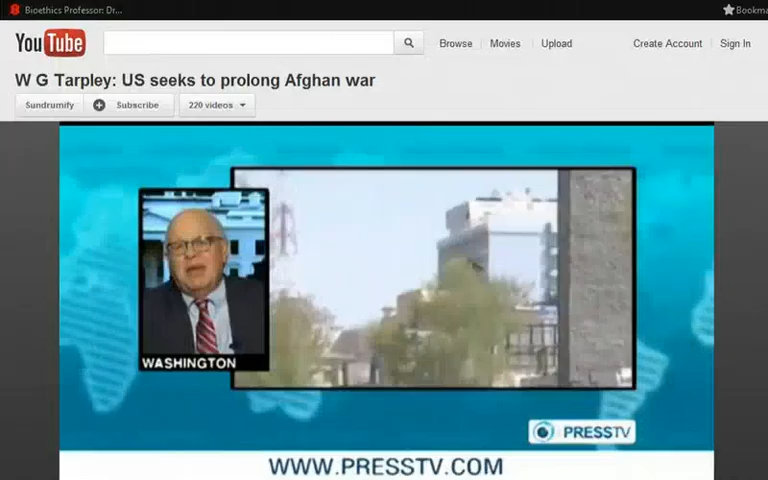 Bioethics Professor: Dr...
Bookma
YouTube
Browse Movies Upload Create Account Sign In
W G Tarpley: US seeks to prolong Afghan war
Sundrumify Subscribe 220 videos
WASHINGTON
PRESSTV
WWW.PRESSTV.COM